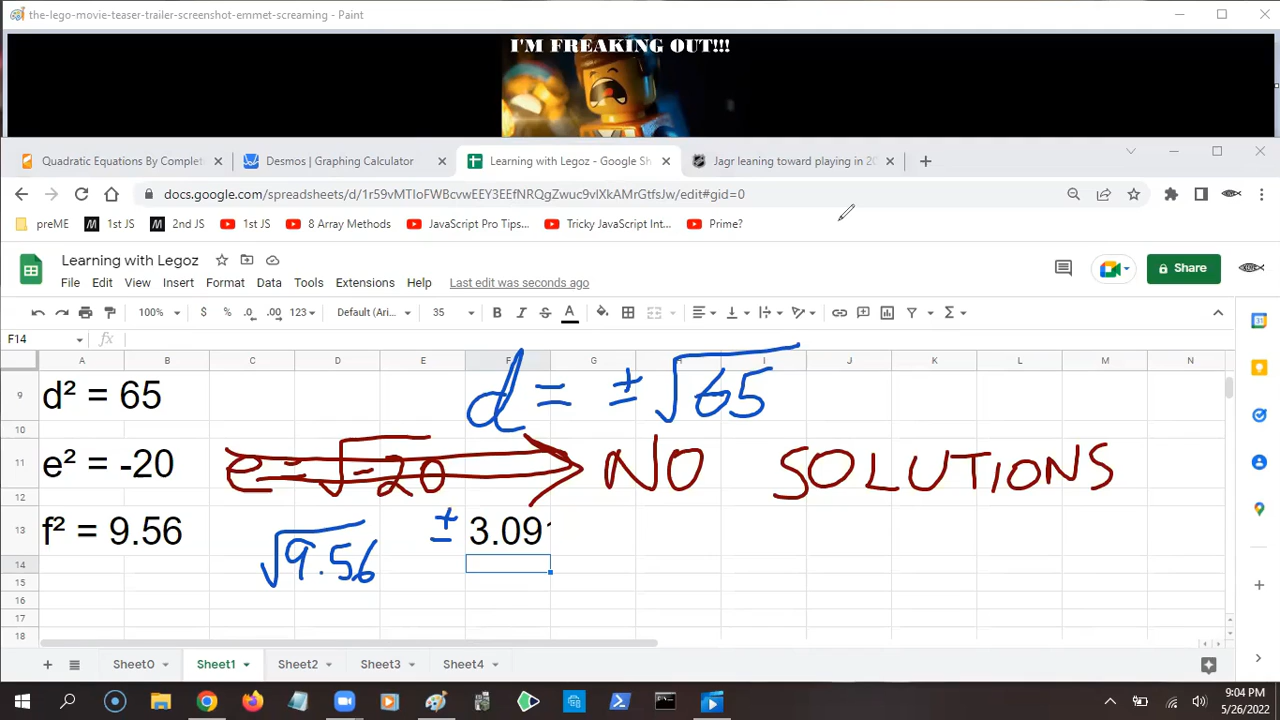 the-lego-movie-teaser-trailer-screenshot-emmet-screaming - Paint
I'M FREAKING OUT!!!
Quadratic Equations By Complet
Desmos | Graphing Calculator
Learning with Legoz - Google Sh
Jagr leaning toward playing in 20
docs.google.com/spreadsheets/d/1r59vMTIoFWBcvwEEY3EEfNRQgZwuc9vlXkAMrGtfsJw/edit#gid=0
preME 1st JS 2nd JS 1st JS 8 Array Methods JavaScript Pro Tips... Tricky JavaScript Int... Prime?
Learning with Legoz
File Edit View Insert Format Data Tools Extensions Help Last edit was seconds ago
Share
100% $ % .0 .00 123 Default (Ari... 35 B I S A
F14 fx
A B C D E F G H I J K L M N
9 d² = 65 d = ±√65
10
11 e² = -20 e = √-20 NO SOLUTIONS
12
13 f² = 9.56 √9.56 ± 3.09
14
15
16
17
18
Sheet0 Sheet1 Sheet2 Sheet3 Sheet4
9:04 PM
5/26/2022